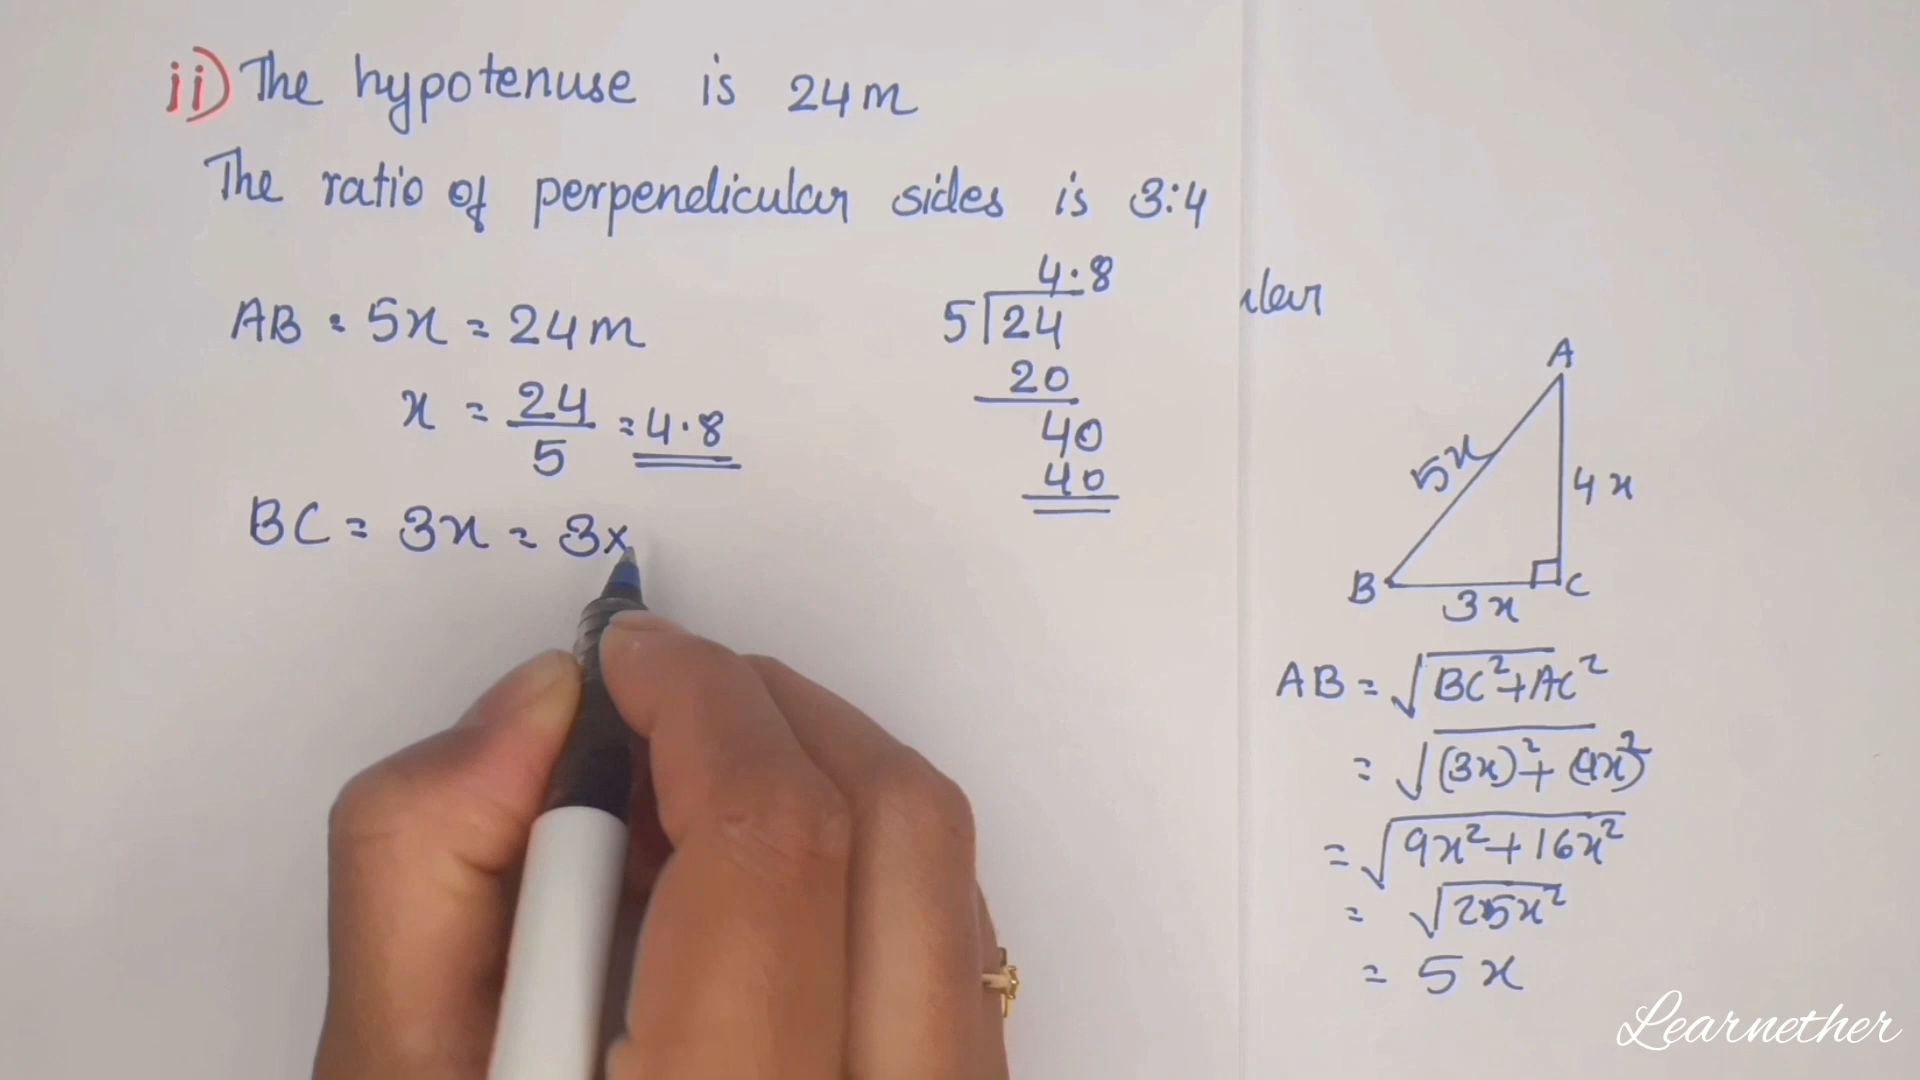 ii) The hypotenuse is 24m
The ratio of perpendicular sides is 3:4
AB = 5x = 24m
x = 24/5 = 4.8
BC = 3x = 3×
4.8
5 24
20
40
40
A
5x
4x
B
C
3x
AB = √BC²+AC²
= √(3x)²+(4x)²
= √9x²+16x²
= √25x²
= 5x
Learnether